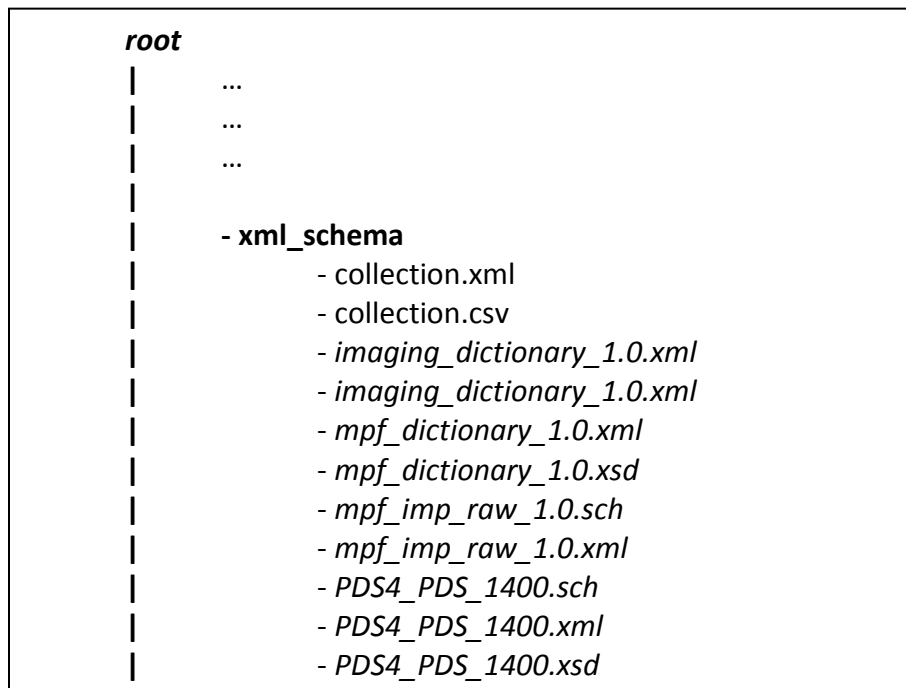 root
| ...
| ...
| ...
|
| - xml_schema
| - collection.xml
| - collection.csv
| - imaging_dictionary_1.0.xml
| - imaging_dictionary_1.0.xml
| - mpf_dictionary_1.0.xml
| - mpf_dictionary_1.0.xsd
| - mpf_imp_raw_1.0.sch
| - mpf_imp_raw_1.0.xml
| - PDS4_PDS_1400.sch
| - PDS4_PDS_1400.xml
| - PDS4_PDS_1400.xsd